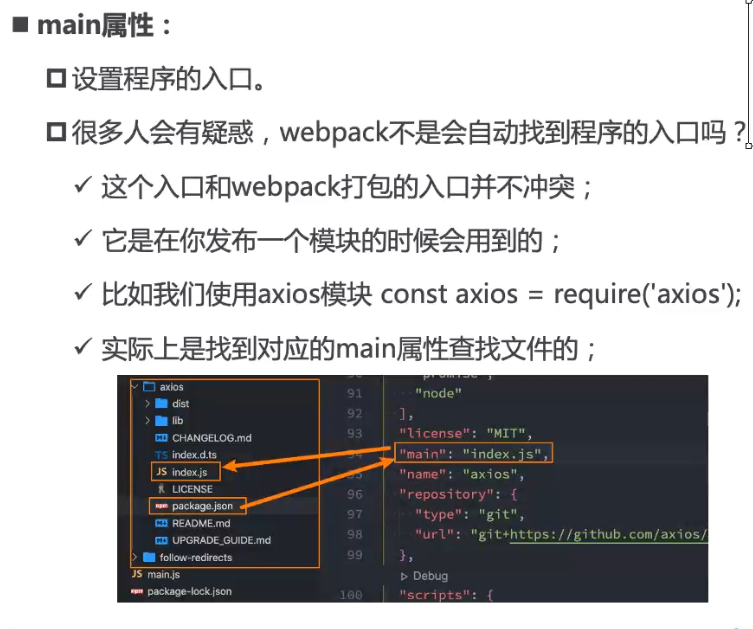 main属性：
设置程序的入口。
很多人会有疑惑，webpack不是会自动找到程序的入口吗？
这个入口和webpack打包的入口并不冲突；
它是在你发布一个模块的时候会用到的；
比如我们使用axios模块 const axios = require('axios');
实际上是找到对应的main属性查找文件的；
axios
dist
lib
CHANGELOG.md
TS index.d.ts
JS index.js
LICENSE
package.json
README.md
UPGRADE_GUIDE.md
follow-redirects
JS main.js
package-lock.json
91 "node"
92 ],
93 "license": "MIT",
"main": "index.js",
"name": "axios",
96 "repository": {
97 "type": "git",
98 "url": "git+https://github.com/axios/
99 },
Debug
100 "scripts": {